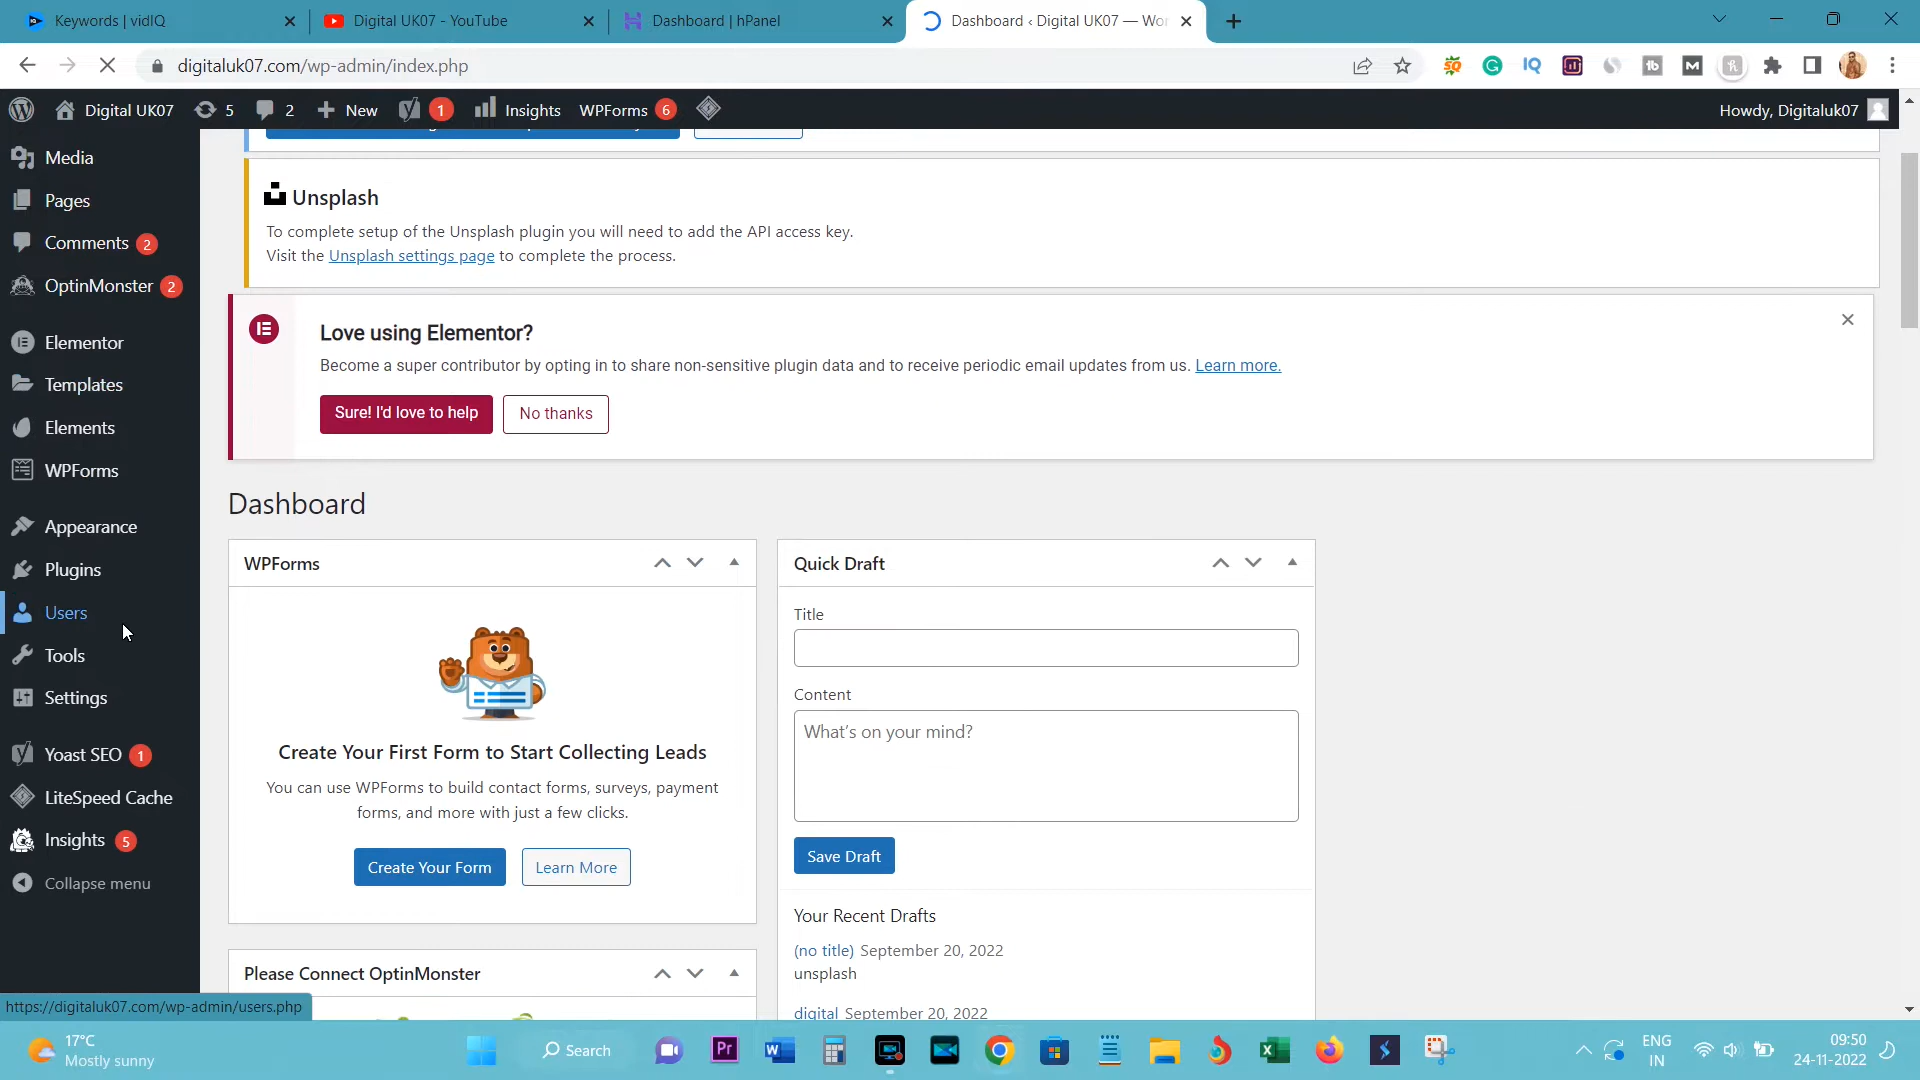 Keywords | vidIQ
Digital UK07 - YouTube
Dashboard | hPanel
Dashboard ‹ Digital UK07 — Wor
digitaluk07.com/wp-admin/index.php
Digital UK07
5
2
New
1
Insights
WPForms
6
Howdy, Digitaluk07
Media
Pages
Comments 2
OptinMonster 2
Elementor
Templates
Elements
WPForms
Appearance
Plugins
Users
Tools
Settings
Yoast SEO 1
LiteSpeed Cache
Insights 5
Collapse menu
https://digitaluk07.com/wp-admin/users.php
Unsplash
To complete setup of the Unsplash plugin you will need to add the API access key.
Visit the Unsplash settings page to complete the process.
Love using Elementor?
Become a super contributor by opting in to share non-sensitive plugin data and to receive periodic email updates from us. Learn more.
Sure! I'd love to help
No thanks
Dashboard
WPForms
Create Your First Form to Start Collecting Leads
You can use WPForms to build contact forms, surveys, payment
forms, and more with just a few clicks.
Create Your Form
Learn More
Please Connect OptinMonster
Quick Draft
Title
Content
What's on your mind?
Save Draft
Your Recent Drafts
(no title) September 20, 2022
unsplash
digital September 20, 2022
17°C
Mostly sunny
Search
ENG
IN
09:50
24-11-2022